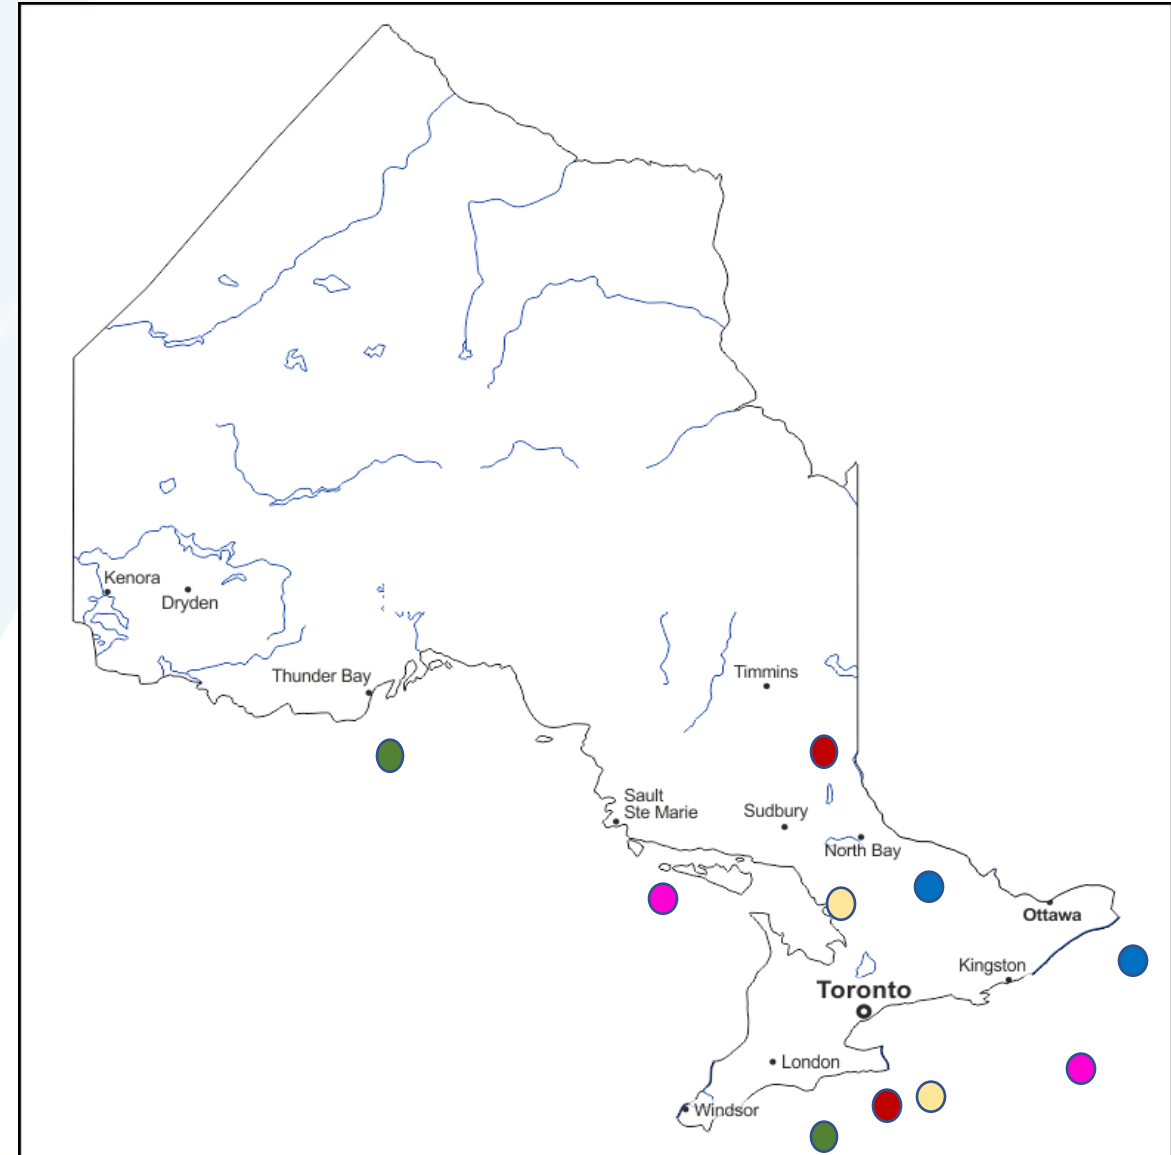 Kenora
Dryden
Thunder Bay
Timmins
Sault
Ste Marie
Sudbury
North Bay
Ottawa
Kingston
Toronto
London
Windsor